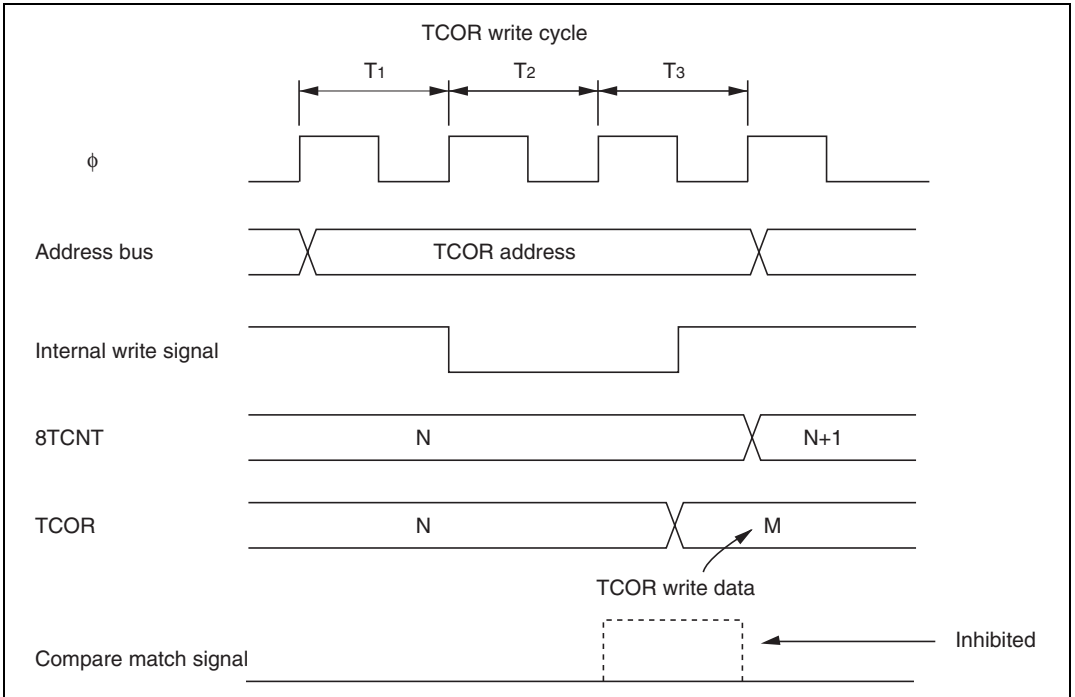 TCOR write cycle
T1 T2 T3
φ
Address bus TCOR address
Internal write signal
8TCNT N N+1
TCOR N M
TCOR write data
Inhibited
Compare match signal